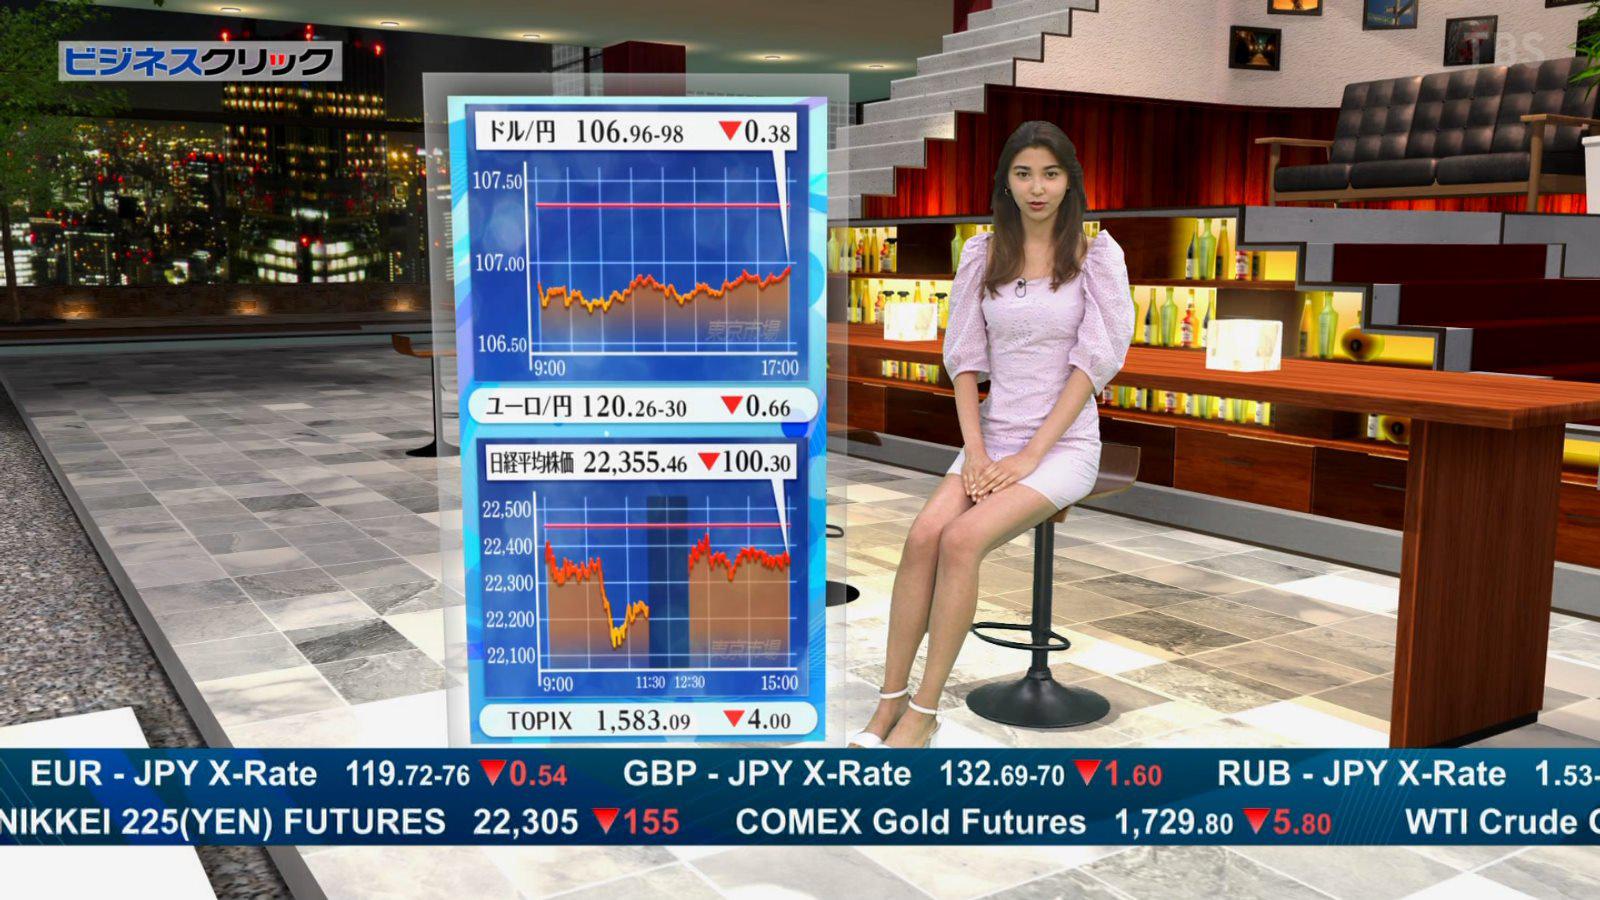 ビジネスクリック
TBS
ドル/円 106.96-98 ▼0.38
107.50
107.00
106.50
東京市場
9:00 17:00
ユーロ/円 120.26-30 ▼0.66
日経平均株価 22,355.46 ▼100.30
22,500
22,400
22,300
22,200
22,100
東京市場
9:00 11:30 12:30 15:00
TOPIX 1,583.09 ▼4.00
EUR - JPY X-Rate 119.72-76 ▼0.54 GBP - JPY X-Rate 132.69-70 ▼1.60 RUB - JPY X-Rate 1.53-
NIKKEI 225(YEN) FUTURES 22,305 ▼155 COMEX Gold Futures 1,729.80 ▼5.80 WTI Crude